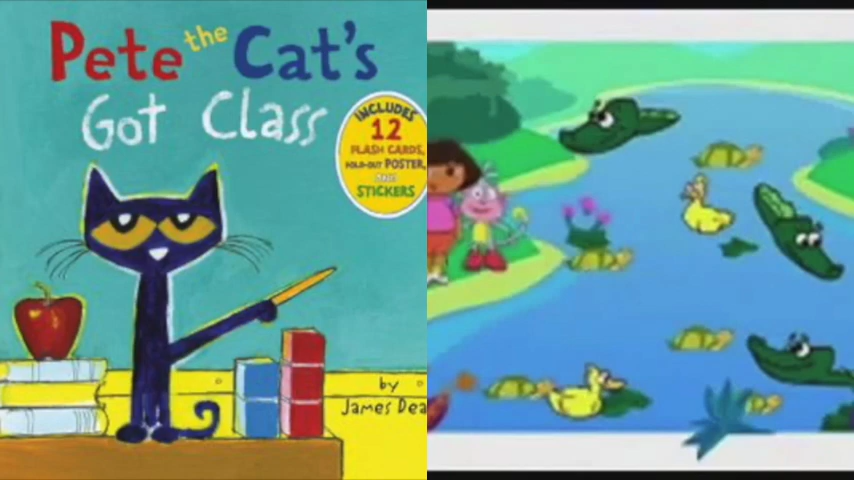 Pete the Cat's
Got Class
INCLUDES
12
FLASH CARDS,
FOLD-OUT POSTER,
AND
STICKERS
by
James Dea